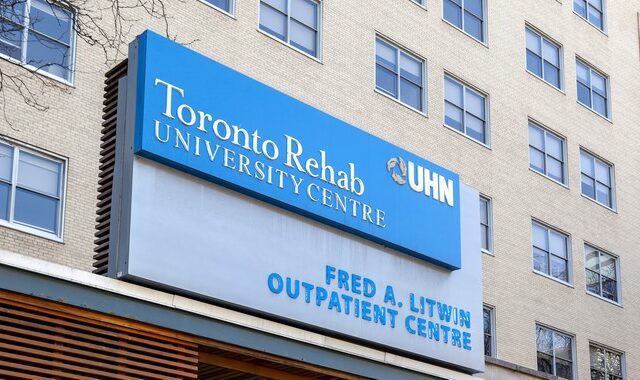 Toronto Rehab
UNIVERSITY CENTRE
UHN
FRED A. LITWIN
OUTPATIENT CENTRE